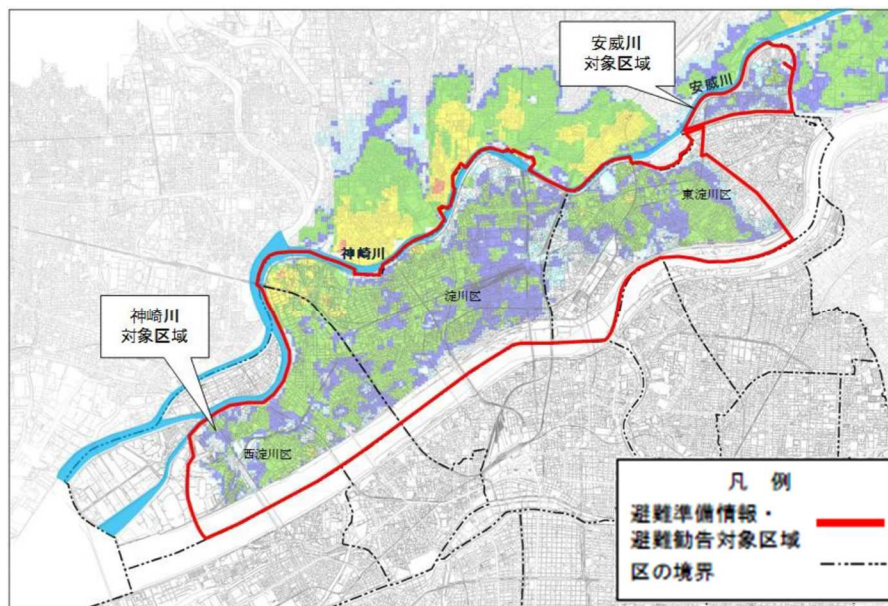 安威川
対象区域
安威川
東淀川区
神崎川
淀川区
神崎川
対象区域
西淀川区
凡 例
避難準備情報・
避難勧告対象区域
区の境界